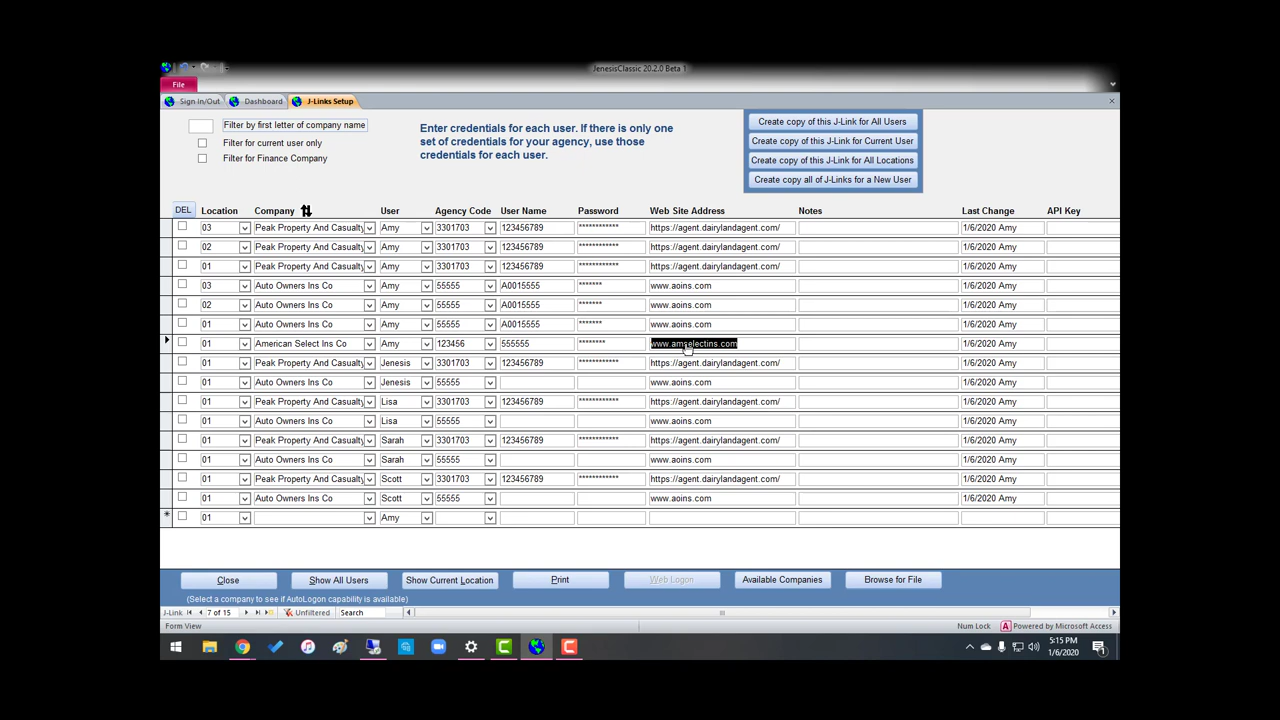 JenesisClassic 20.2.0 Beta 1
File
Sign In/Out Dashboard J-Links Setup
Filter by first letter of company name
Filter for current user only
Filter for Finance Company
Enter credentials for each user. If there is only one
set of credentials for your agency, use those
credentials for each user.
Create copy of this J-Link for All Users
Create copy of this J-Link for Current User
Create copy of this J-Link for All Locations
Create copy all of J-Links for a New User
DEL Location Company User Agency Code User Name Password Web Site Address Notes Last Change API Key
03 Peak Property And Casualty Amy 3301703 123456789 ************ https://agent.dairylandagent.com/ 1/6/2020 Amy
02 Peak Property And Casualty Amy 3301703 123456789 ************ https://agent.dairylandagent.com/ 1/6/2020 Amy
01 Peak Property And Casualty Amy 3301703 123456789 ************ https://agent.dairylandagent.com/ 1/6/2020 Amy
03 Auto Owners Ins Co Amy 55555 A0015555 ******* www.aoins.com 1/6/2020 Amy
02 Auto Owners Ins Co Amy 55555 A0015555 ******* www.aoins.com 1/6/2020 Amy
01 Auto Owners Ins Co Amy 55555 A0015555 ******* www.aoins.com 1/6/2020 Amy
01 American Select Ins Co Amy 123456 555555 ******** www.amselectins.com 1/6/2020 Amy
01 Peak Property And Casualty Jenesis 3301703 123456789 ************ https://agent.dairylandagent.com/ 1/6/2020 Amy
01 Auto Owners Ins Co Jenesis 55555 www.aoins.com 1/6/2020 Amy
01 Peak Property And Casualty Lisa 3301703 123456789 ************ https://agent.dairylandagent.com/ 1/6/2020 Amy
01 Auto Owners Ins Co Lisa 55555 www.aoins.com 1/6/2020 Amy
01 Peak Property And Casualty Sarah 3301703 123456789 ************ https://agent.dairylandagent.com/ 1/6/2020 Amy
01 Auto Owners Ins Co Sarah 55555 www.aoins.com 1/6/2020 Amy
01 Peak Property And Casualty Scott 3301703 123456789 ************ https://agent.dairylandagent.com/ 1/6/2020 Amy
01 Auto Owners Ins Co Scott 55555 www.aoins.com 1/6/2020 Amy
* 01 Amy
Close Show All Users Show Current Location Print Web Logon Available Companies Browse for File
(Select a company to see if AutoLogon capability is available)
J-Link 7 of 15 Unfiltered Search
Form View Num Lock A Powered by Microsoft Access
5:15 PM
1/6/2020
1